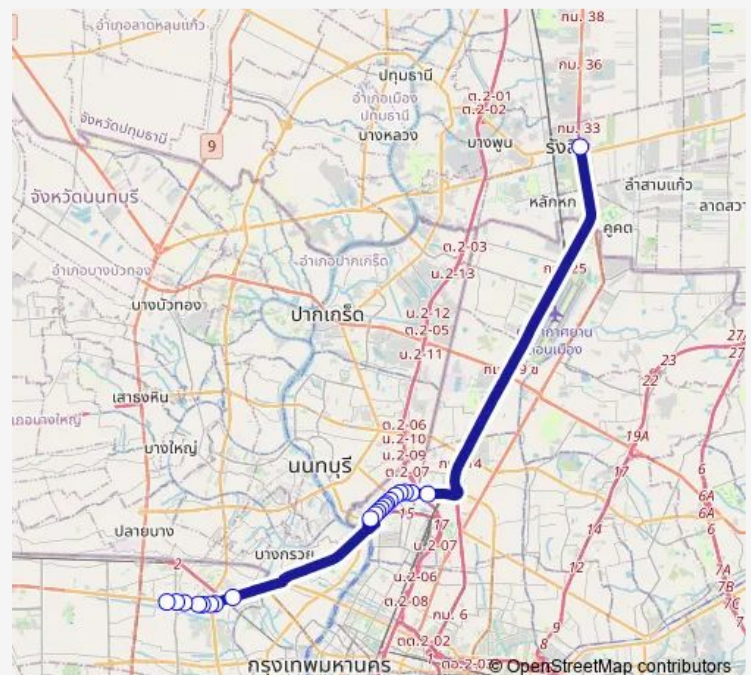 อำเภอลาดหลุมแก้ว
กม. 38
ปทุมธานี
กม. 36
ต.2-01
ต.2-02
อำเภอเมือง
ปทุมธานี
จังหวัดปทุมธานี
บางหลวง
กม. 33
บางพูน
9
ลำสามแก้ว
จังหวัดนนทบุรี
หลักหก
คูคต
ต.2-03
อำเภอปากเกร็ด
อำเภอบางบัวทอง
น.2-13
บางบัวทอง
ปากเกร็ด
น.2-12
ต.2-05
น.2-11
27
23
22
เสาธงหิน
ต.2-06
น.2-10
น.2-09
ต.2-07
19A
17
6
บางใหญ่
นนทบุรี
6A
6A
15
14
ปลายบาง
17
บางกรวย
2
น.2-07
12
7A
น.2-06
7B
ต.2-08
กม. 6
7C
7
ตต.2-02
9
8
1
กรุงเทพมหานคร
© OpenStreetMap contributors